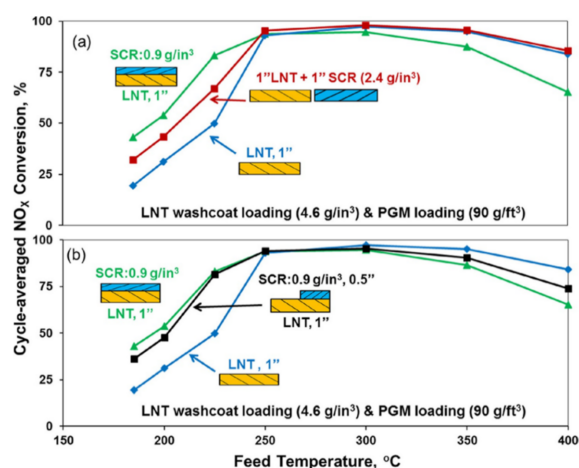 Cycle-averaged NOX Conversion, %
(a)
100
75
50
25
0
SCR:0.9 g/in3
LNT, 1”
1”LNT + 1” SCR (2.4 g/in3)
LNT, 1”
LNT washcoat loading (4.6 g/in3) & PGM loading (90 g/ft3)
(b)
100
75
50
25
0
SCR:0.9 g/in3
LNT, 1”
SCR:0.9 g/in3, 0.5”
LNT, 1”
LNT , 1”
LNT washcoat loading (4.6 g/in3) & PGM loading (90 g/ft3)
150 200 250 300 350 400
Feed Temperature, oC